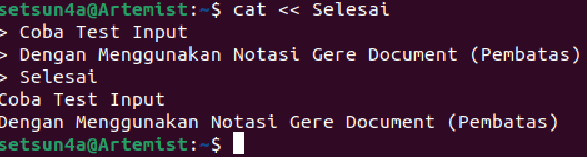 setsun4a@Artemist:~$ cat << Selesai
> Coba Test Input
> Dengan Menggunakan Notasi Gere Document (Pembatas)
> Selesai
Coba Test Input
Dengan Menggunakan Notasi Gere Document (Pembatas)
setsun4a@Artemist:~$